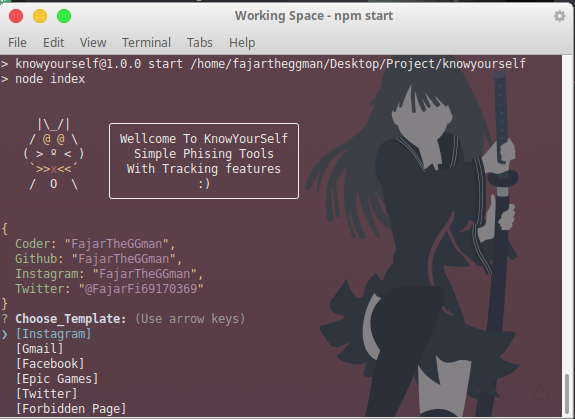 Working Space - npm start
File Edit View Terminal Tabs Help
> knowyourself@1.0.0 start /home/fajartheggman/Desktop/Project/knowyourself
> node index
|\_/|
/ @ @ \
( > º < )
`>>x<<´
/ O \
Wellcome To KnowYourSelf
Simple Phising Tools
With Tracking features
:)
{
Coder: "FajarTheGGman",
Github: "FajarTheGGman",
Instagram: "FajarTheGGman",
Twitter: "@FajarFi69170369"
}
? Choose_Template: (Use arrow keys)
❯ [Instagram]
[Gmail]
[Facebook]
[Epic Games]
[Twitter]
[Forbidden Page]